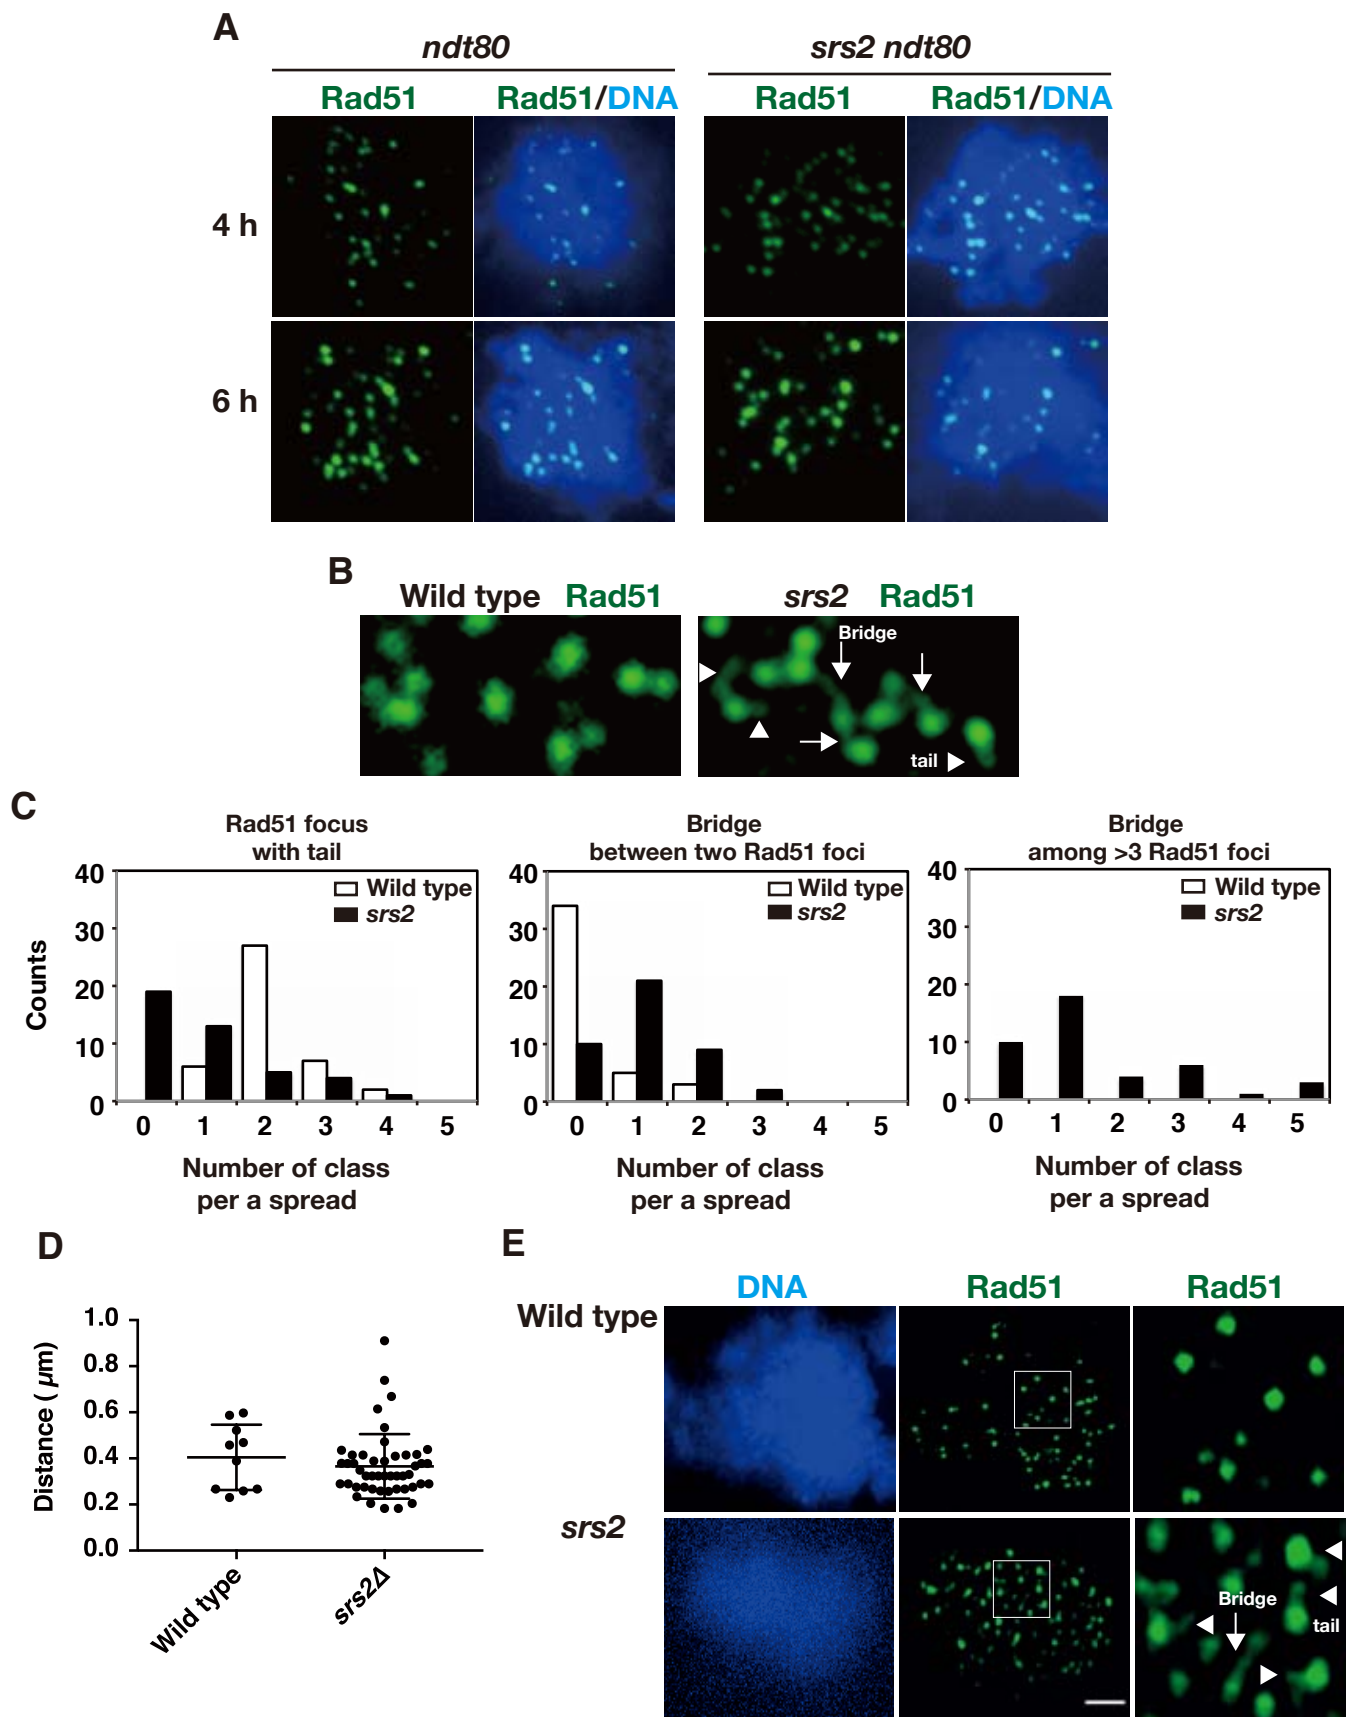 A
ndt80
srs2 ndt80
Rad51
Rad51/DNA
Rad51
Rad51/DNA
4 h
6 h
B
Wild type Rad51
srs2 Rad51
Bridge
tail
C
Rad51 focus
with tail
Bridge
between two Rad51 foci
Bridge
among >3 Rad51 foci
Counts
40
30
20
10
0
Wild type
srs2
0 1 2 3 4 5
Number of class
per a spread
40
30
20
10
0
Wild type
srs2
0 1 2 3 4 5
Number of class
per a spread
40
30
20
10
0
Wild type
srs2
0 1 2 3 4 5
Number of class
per a spread
D
Distance ( µm)
1.0
0.8
0.6
0.4
0.2
0.0
Wild type
srs2Δ
E
DNA
Rad51
Rad51
Wild type
srs2
Bridge
tail